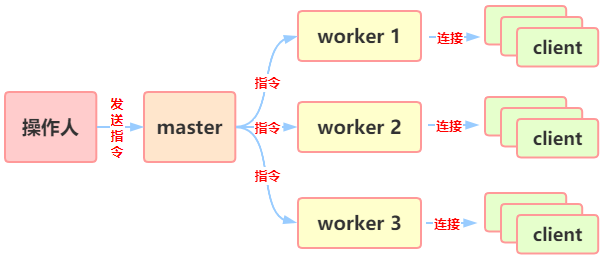 操作人
发
送
指
令
master
指令
指令
指令
worker 1
连接
client
worker 2
连接
client
worker 3
连接
client